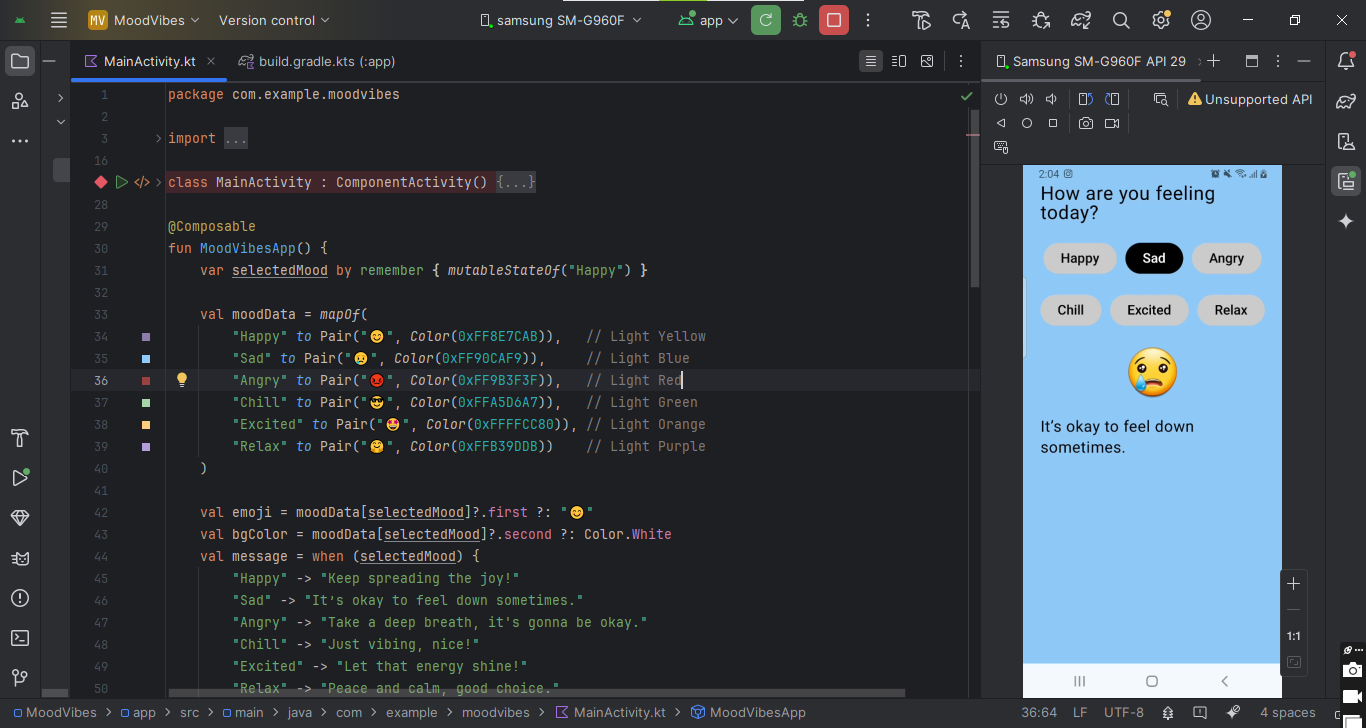 MV MoodVibes Version control samsung SM-G960F app
MainActivity.kt build.gradle.kts (:app) Samsung SM-G960F API 29
Unsupported API
1 package com.example.moodvibes
2
3 import ...
16
class MainActivity : ComponentActivity() {...}
28
29 @Composable
30 fun MoodVibesApp() {
31 var selectedMood by remember { mutableStateOf("Happy") }
32
33 val moodData = mapOf(
34 "Happy" to Pair("😊", Color(0xFF8E7CAB)), // Light Yellow
35 "Sad" to Pair("😢", Color(0xFF90CAF9)), // Light Blue
36 "Angry" to Pair("😡", Color(0xFF9B3F3F)), // Light Red
37 "Chill" to Pair("😎", Color(0xFFA5D6A7)), // Light Green
38 "Excited" to Pair("🤩", Color(0xFFFFCC80)), // Light Orange
39 "Relax" to Pair("🤗", Color(0xFFB39DDB)) // Light Purple
40 )
41
42 val emoji = moodData[selectedMood]?.first ?: "😊"
43 val bgColor = moodData[selectedMood]?.second ?: Color.White
44 val message = when (selectedMood) {
45 "Happy" -> "Keep spreading the joy!"
46 "Sad" -> "It’s okay to feel down sometimes."
47 "Angry" -> "Take a deep breath, it's gonna be okay."
48 "Chill" -> "Just vibing, nice!"
49 "Excited" -> "Let that energy shine!"
50 "Relax" -> "Peace and calm, good choice."
2:04
How are you feeling
today?
Happy Sad Angry
Chill Excited Relax
It’s okay to feel down
sometimes.
1:1
MoodVibes > app > src > main > java > com > example > moodvibes > MainActivity.kt > MoodVibesApp 36:64 LF UTF-8 4 spaces